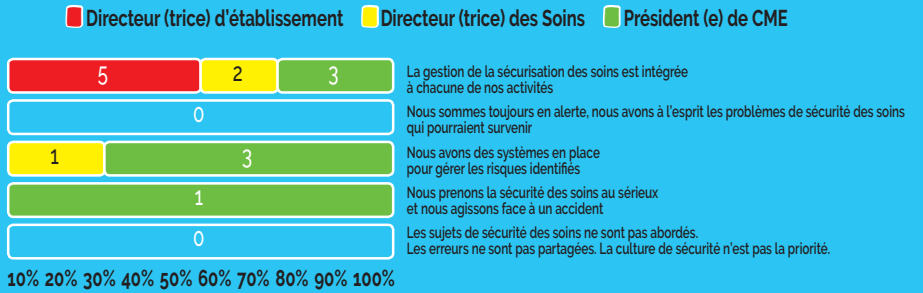 Directeur (trice) d'établissement Directeur (trice) des Soins Président (e) de CME
5 2 3
La gestion de la sécurisation des soins est intégrée
à chacune de nos activités
0
Nous sommes toujours en alerte, nous avons à l'esprit les problèmes de sécurité des soins
qui pourraient survenir
1 3
Nous avons des systèmes en place
pour gérer les risques identifiés
1
Nous prenons la sécurité des soins au sérieux
et nous agissons face à un accident
0
Les sujets de sécurité des soins ne sont pas abordés.
Les erreurs ne sont pas partagées. La culture de sécurité n'est pas la priorité.
10% 20% 30% 40% 50% 60% 70% 80% 90% 100%